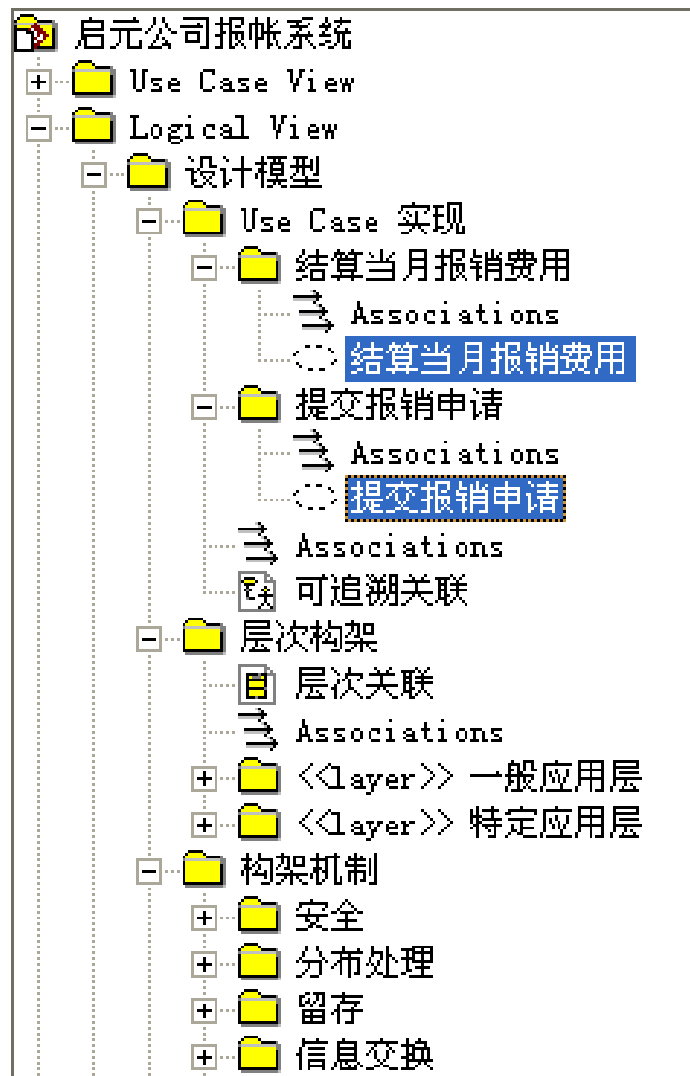 启元公司报帐系统
Use Case View
Logical View
设计模型
Use Case 实现
结算当月报销费用
Associations
结算当月报销费用
提交报销申请
Associations
提交报销申请
Associations
可追溯关联
层次构架
层次关联
Associations
<<layer>> 一般应用层
<<layer>> 特定应用层
构架机制
安全
分布处理
留存
信息交换